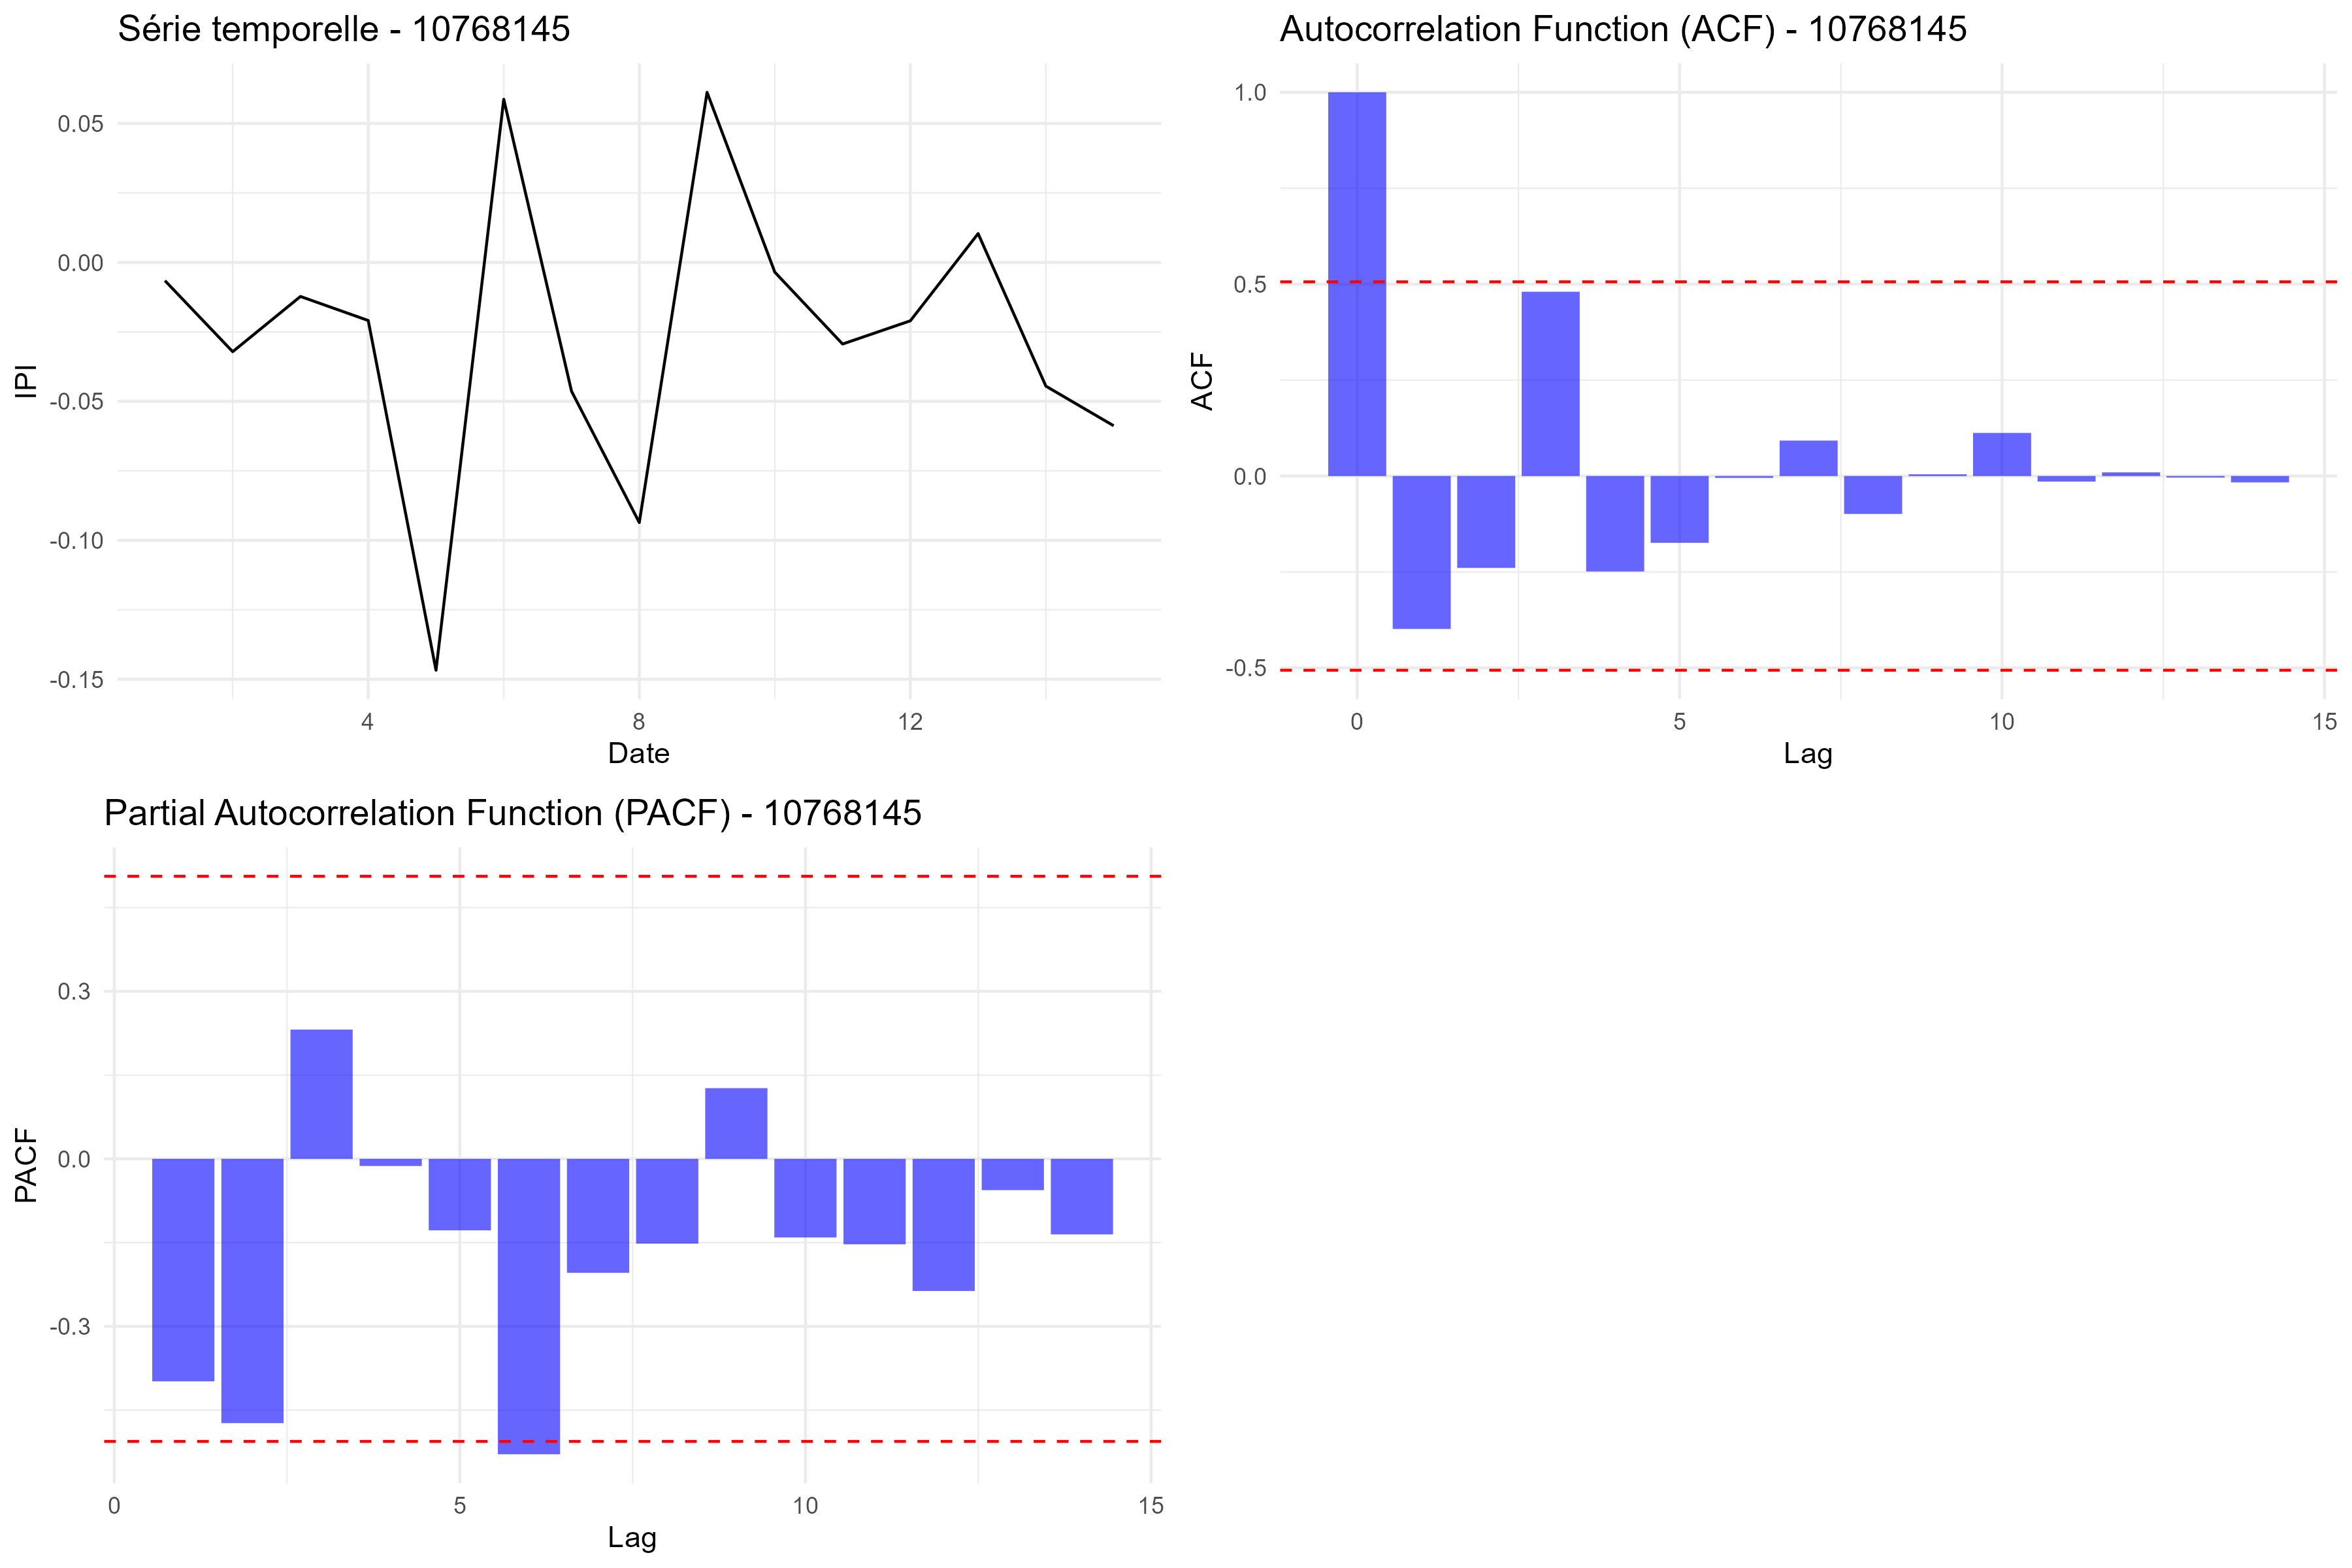 Série temporelle - 10768145
0.05
0.00
-0.05
-0.10
-0.15
IPI
4 8 12
Date
Autocorrelation Function (ACF) - 10768145
1.0
0.5
0.0
-0.5
ACF
0 5 10 15
Lag
Partial Autocorrelation Function (PACF) - 10768145
0.3
0.0
-0.3
PACF
0 5 10 15
Lag